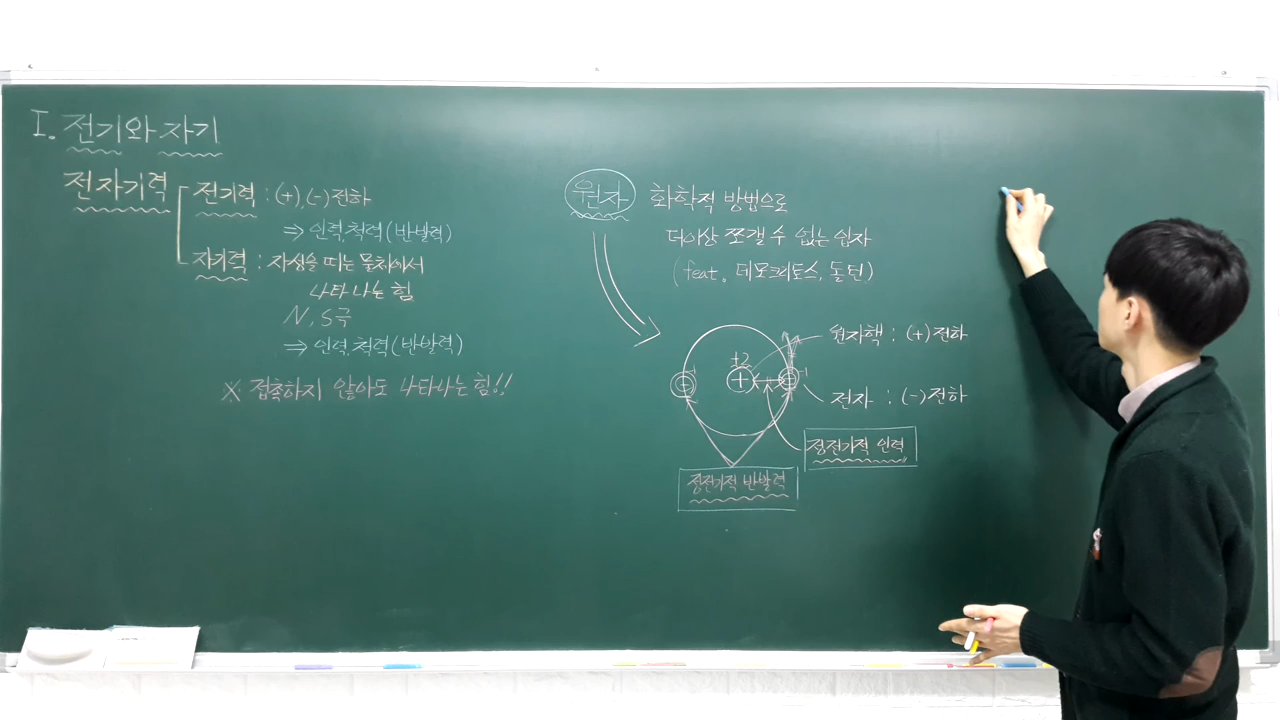 I. 전기와 자기
전자기력
전기력 : (+), (-) 전하
⇒ 인력, 척력 (반발력)
자기력 : 자성을 띠는 물체에서
나타나는 힘
N, S극
⇒ 인력, 척력 (반발력)
※ 접촉하지 않아도 나타나는 힘!!
원자 화학적 방법으로
더이상 쪼갤 수 없는 입자
(feat. 데모크리토스, 돌턴)
원자핵 : (+) 전하
+2
+
-1
전자 : (-) 전하
정전기적 인력
정전기적 반발력